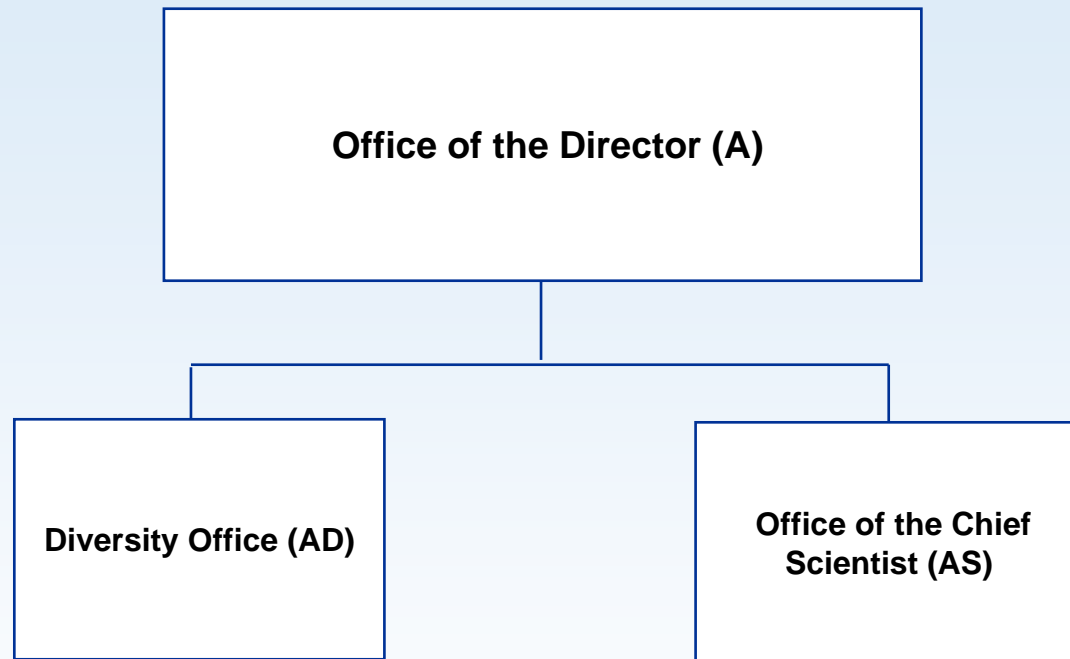 Office of the Director (A)
Diversity Office (AD)
Office of the Chief
Scientist (AS)